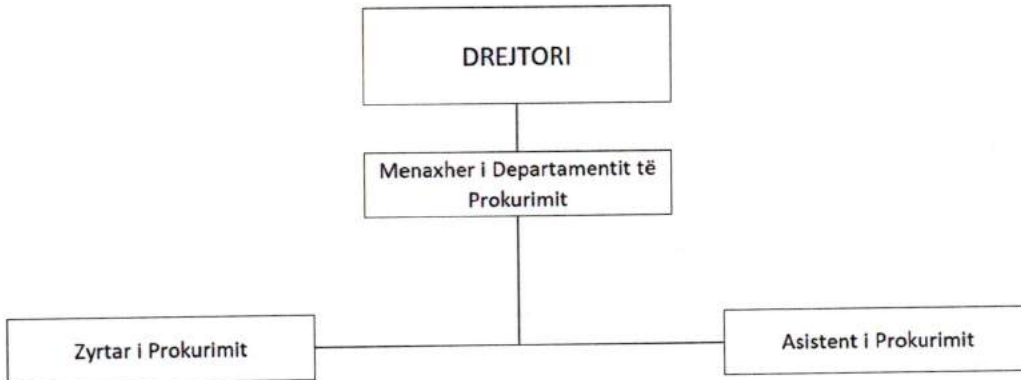 DREJTORI
Menaxher i Departamentit të
Prokurimit
Zyrtar i Prokurimit
Asistent i Prokurimit